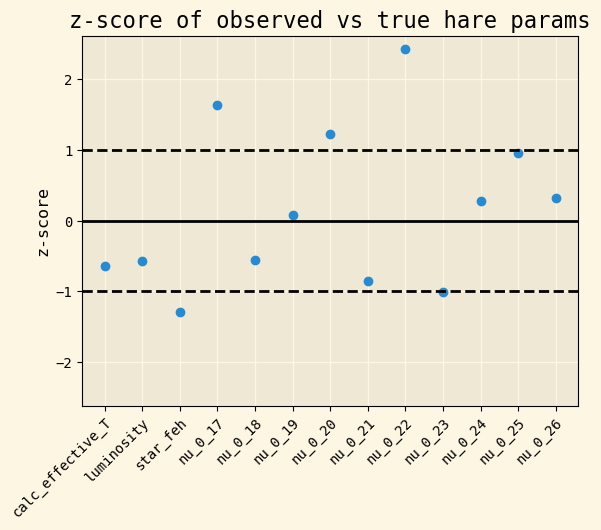 z-score of observed vs true hare params
z-score
2
1
0
−1
−2
calc_effective_T
luminosity
star_feh
nu_0_17
nu_0_18
nu_0_19
nu_0_20
nu_0_21
nu_0_22
nu_0_23
nu_0_24
nu_0_25
nu_0_26